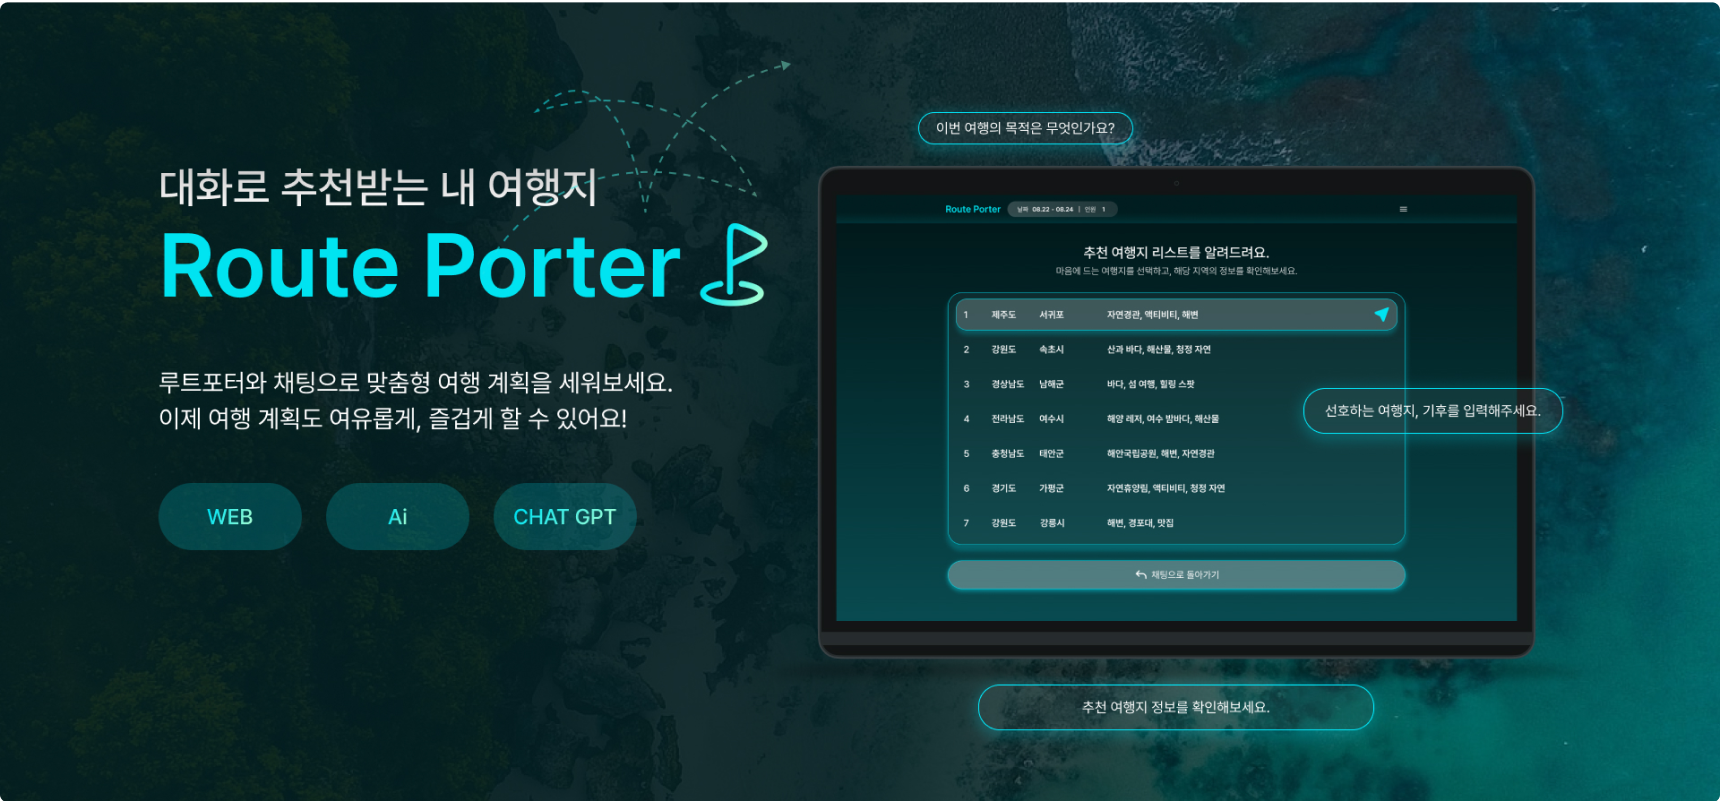 대화로 추천받는 내 여행지
Route Porter
루트포터와 채팅으로 맞춤형 여행 계획을 세워보세요.
이제 여행 계획도 여유롭게, 즐겁게 할 수 있어요!
WEB
Ai
CHAT GPT
이번 여행의 목적은 무엇인가요?
Route Porter 날짜 08.22 - 08.24 | 인원 1
추천 여행지 리스트를 알려드려요.
마음에 드는 여행지를 선택하고, 해당 지역의 정보를 확인해보세요.
1 제주도 서귀포 자연경관, 액티비티, 해변
2 강원도 속초시 산과 바다, 해산물, 청정 자연
3 경상남도 남해군 바다, 섬 여행, 힐링 스팟
4 전라남도 여수시 해양 레저, 여수 밤바다, 해산물
5 충청남도 태안군 해안국립공원, 해변, 자연경관
6 경기도 가평군 자연휴양림, 액티비티, 청정 자연
7 강원도 강릉시 해변, 경포대, 맛집
선호하는 여행지, 기후를 입력해주세요.
채팅으로 돌아가기
추천 여행지 정보를 확인해보세요.